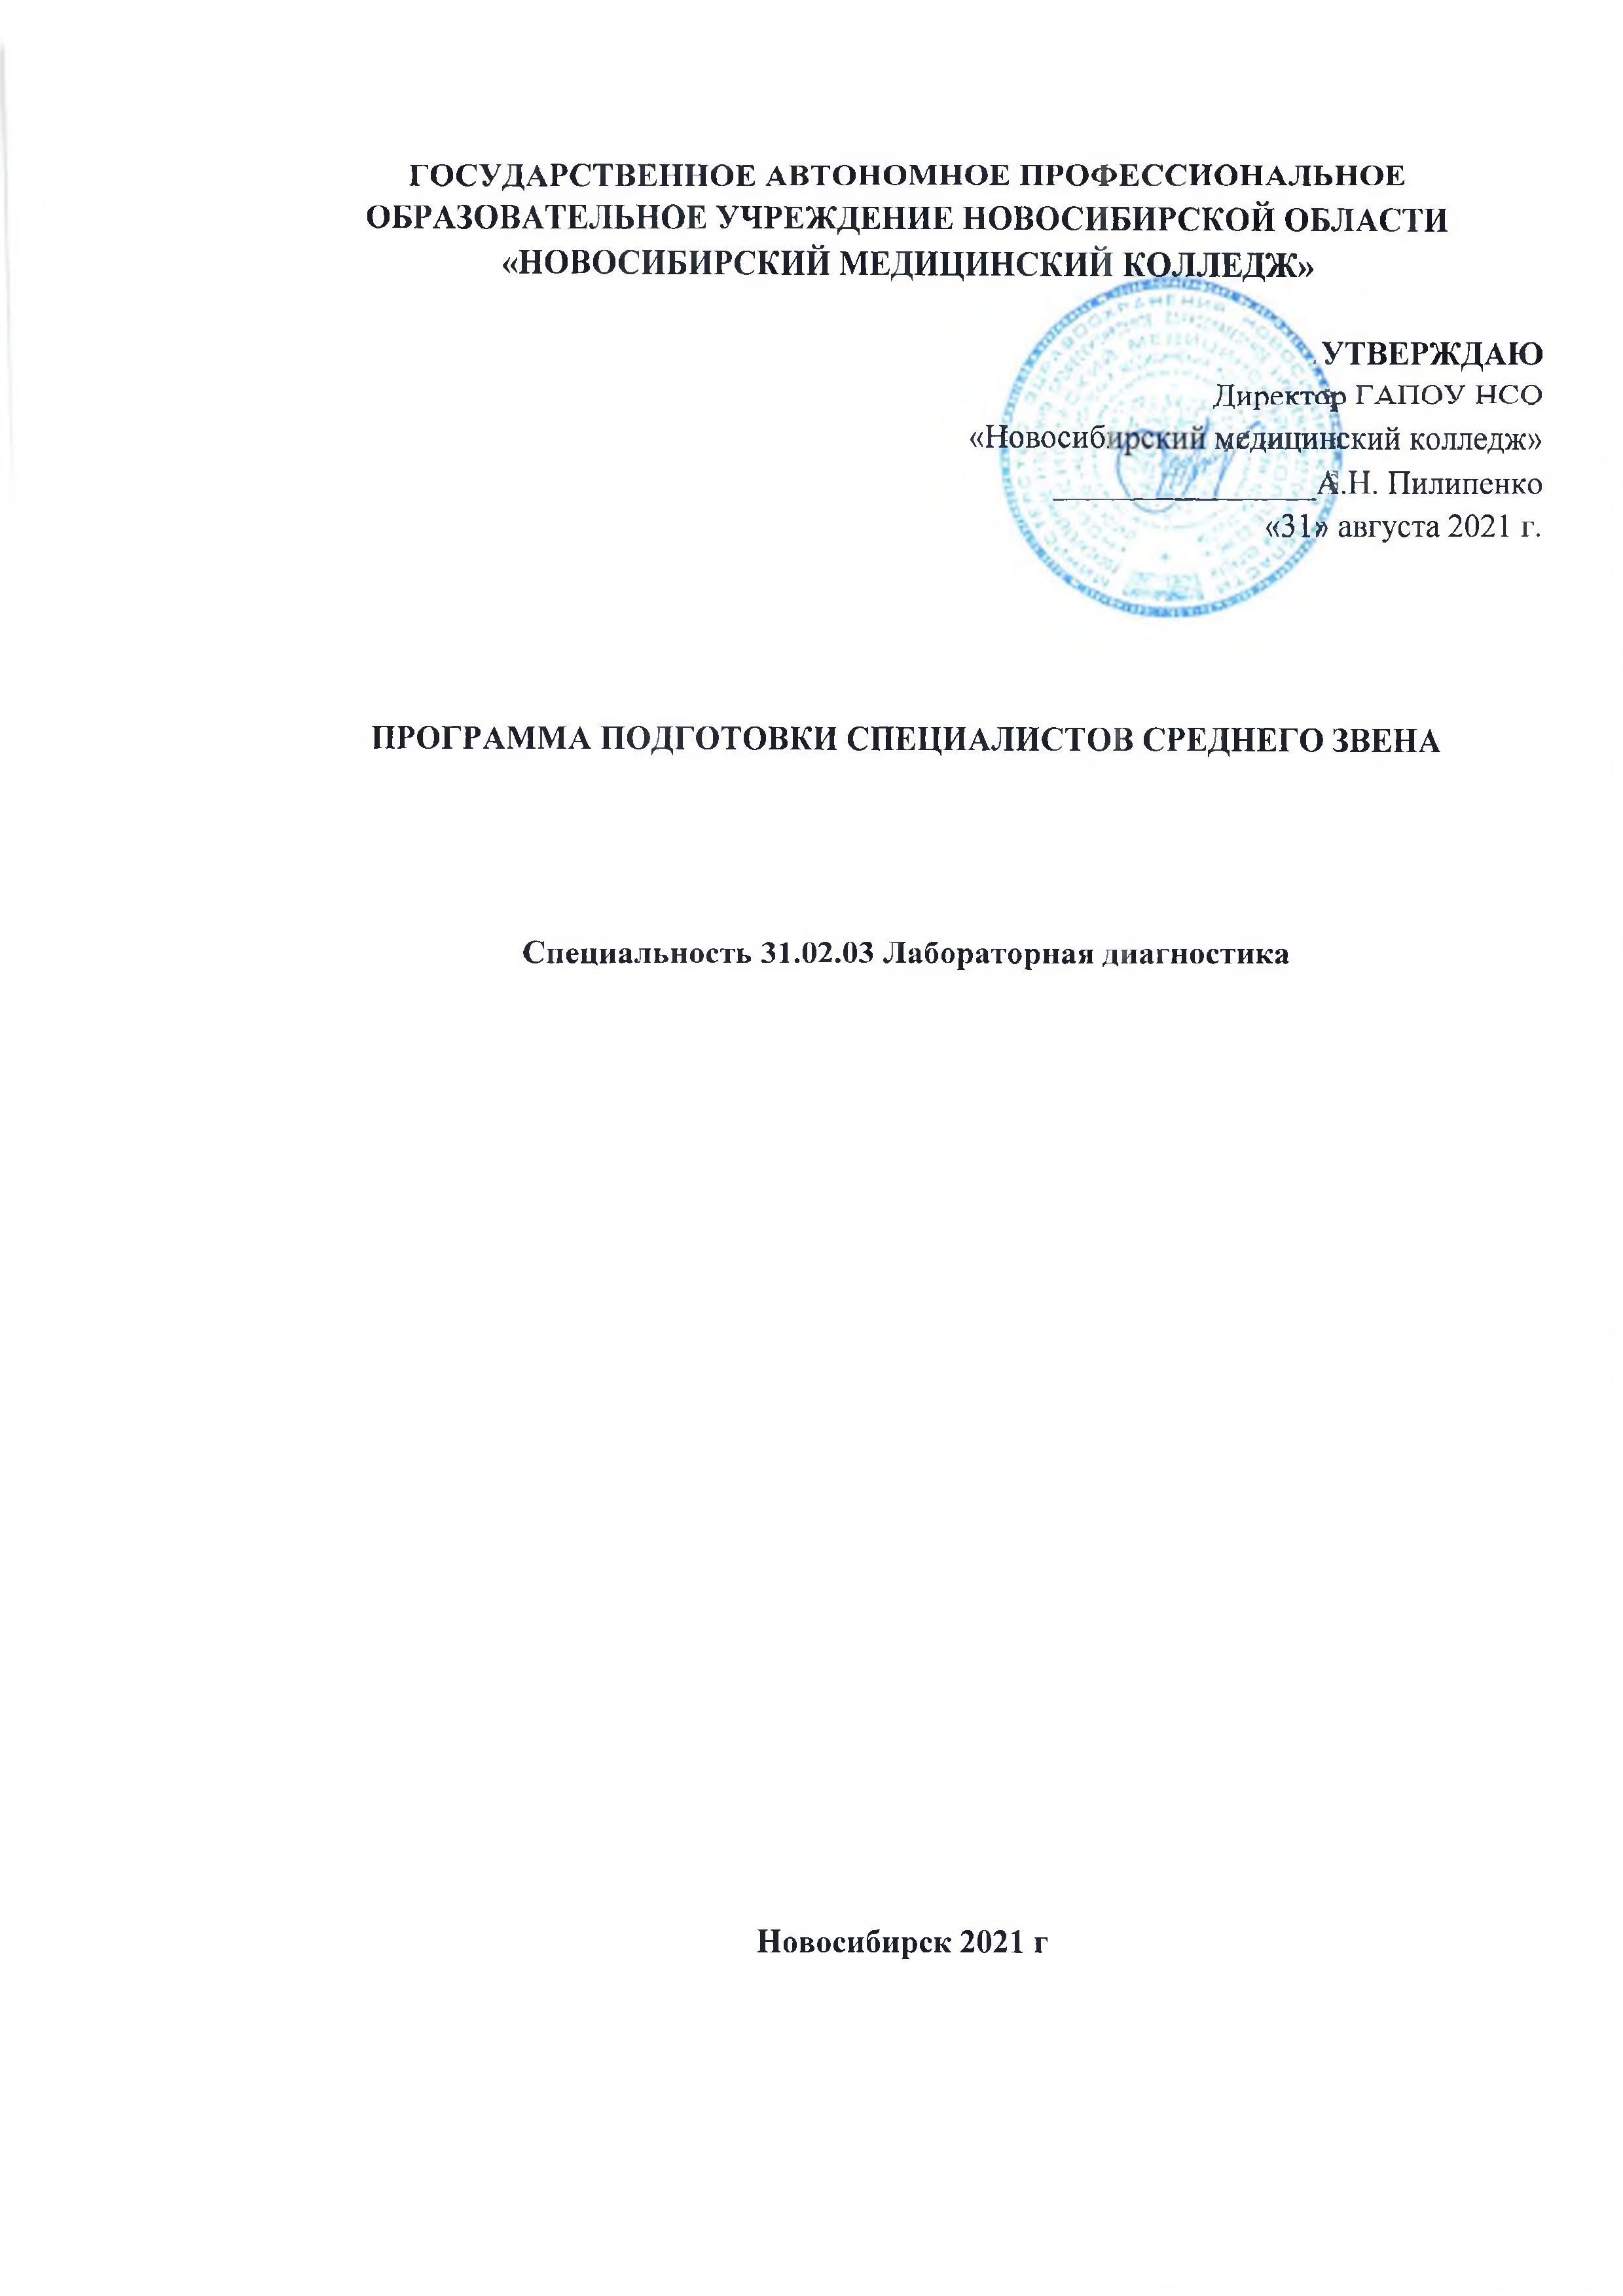 ГОСУДАРСТВЕННОЕ АВТОНОМНОЕ ПРОФЕССИОНАЛЬНОЕ
ОБРАЗОВАТЕЛЬНОЕ УЧРЕЖДЕНИЕ НОВОСИБИРСКОЙ ОБЛАСТИ
«НОВОСИБИРСКИЙ МЕДИЦИНСКИЙ КОЛЛЕДЖ»
УТВЕРЖДАЮ
Директор ГАПОУ НСО
«Новосибирский медицинский колледж»
А.Н. Пилипенко
«31» августа 2021 г.
ПРОГРАММА ПОДГОТОВКИ СПЕЦИАЛИСТОВ СРЕДНЕГО ЗВЕНА
Специальность 31.02.03 Лабораторная диагностика
Новосибирск 2021 г